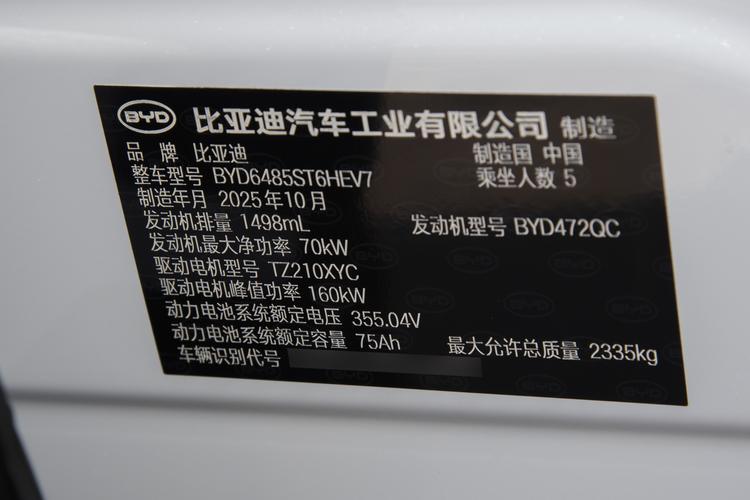 BYD 比亚迪汽车工业有限公司 制造
品 牌 比亚迪 制造国 中国
整车型号 BYD6485ST6HEV7 乘坐人数 5
制造年月 2025年10月
发动机排量 1498mL 发动机型号 BYD472QC
发动机最大净功率 70kW
驱动电机型号 TZ210XYC
驱动电机峰值功率 160kW
动力电池系统额定电压 355.04V
动力电池系统额定容量 75Ah 最大允许总质量 2335kg
车辆识别代号